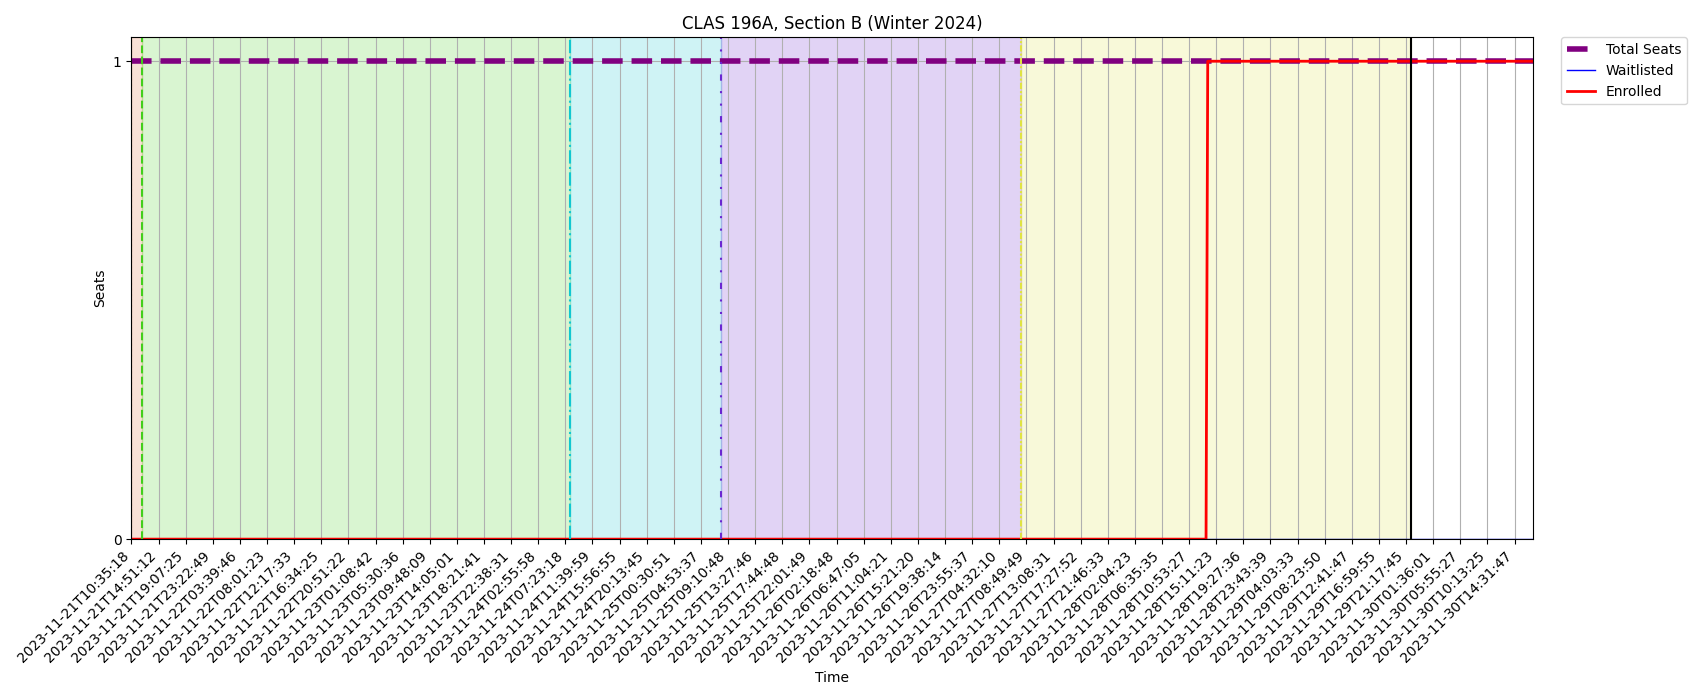 CLAS 196A, Section B (Winter 2024)
Total Seats
Waitlisted
Enrolled
Seats
1
0
2023-11-21T10:35:18
2023-11-21T14:51:12
2023-11-21T19:07:25
2023-11-21T23:22:49
2023-11-22T03:39:46
2023-11-22T08:01:23
2023-11-22T12:17:33
2023-11-22T16:34:25
2023-11-22T20:51:22
2023-11-23T01:08:42
2023-11-23T05:30:36
2023-11-23T09:48:09
2023-11-23T14:05:01
2023-11-23T18:21:41
2023-11-23T22:38:31
2023-11-24T02:55:58
2023-11-24T07:23:18
2023-11-24T11:39:59
2023-11-24T15:56:55
2023-11-24T20:13:45
2023-11-25T00:30:51
2023-11-25T04:53:37
2023-11-25T09:10:48
2023-11-25T13:27:46
2023-11-25T17:44:48
2023-11-25T22:01:49
2023-11-26T02:18:48
2023-11-26T06:47:05
2023-11-26T11:04:21
2023-11-26T15:21:20
2023-11-26T19:38:14
2023-11-26T23:55:37
2023-11-27T04:32:10
2023-11-27T08:49:49
2023-11-27T13:08:31
2023-11-27T17:27:52
2023-11-27T21:46:33
2023-11-28T02:04:23
2023-11-28T06:35:35
2023-11-28T10:53:27
2023-11-28T15:11:23
2023-11-28T19:27:36
2023-11-28T23:43:39
2023-11-29T04:03:33
2023-11-29T08:23:50
2023-11-29T12:41:47
2023-11-29T16:59:55
2023-11-29T21:17:45
2023-11-30T01:36:01
2023-11-30T05:55:27
2023-11-30T10:13:25
2023-11-30T14:31:47
Time